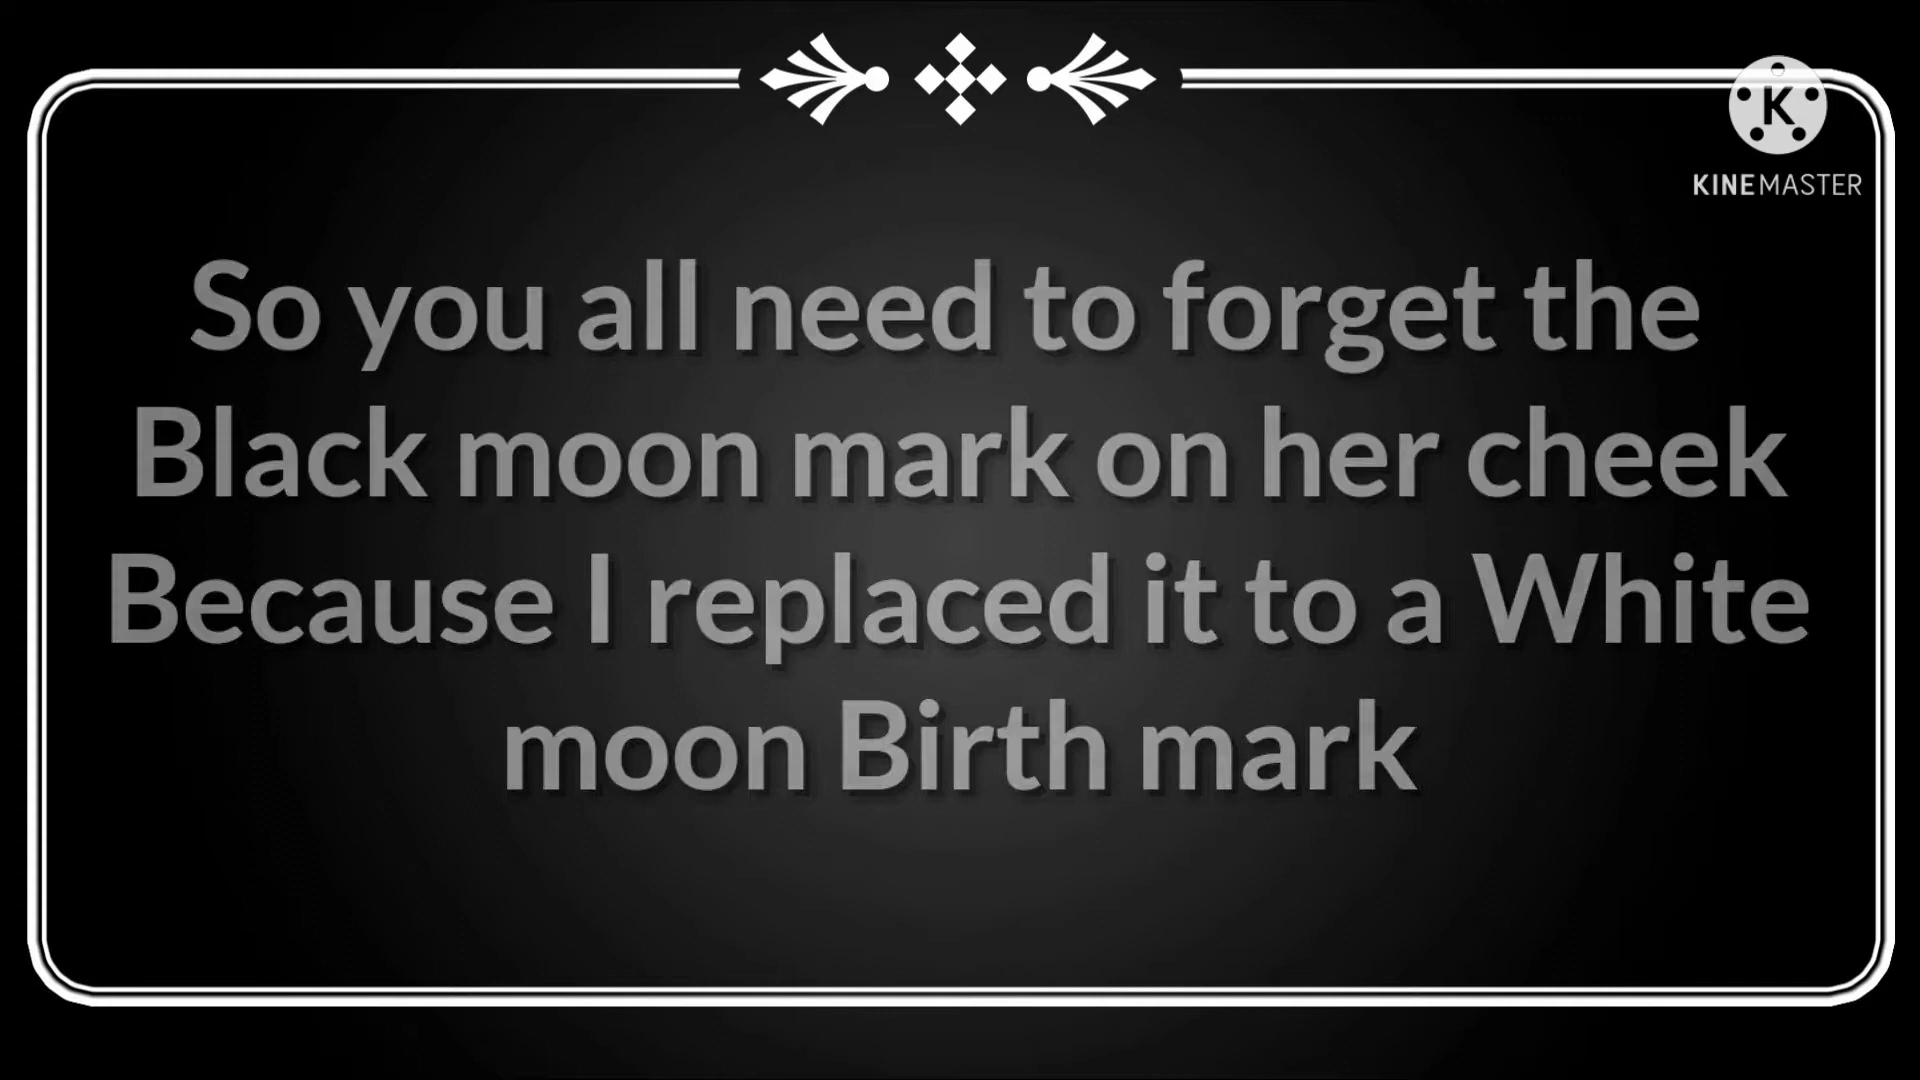 K
KINEMASTER
So you all need to forget the
Black moon mark on her cheek
Because I replaced it to a White
moon Birth mark